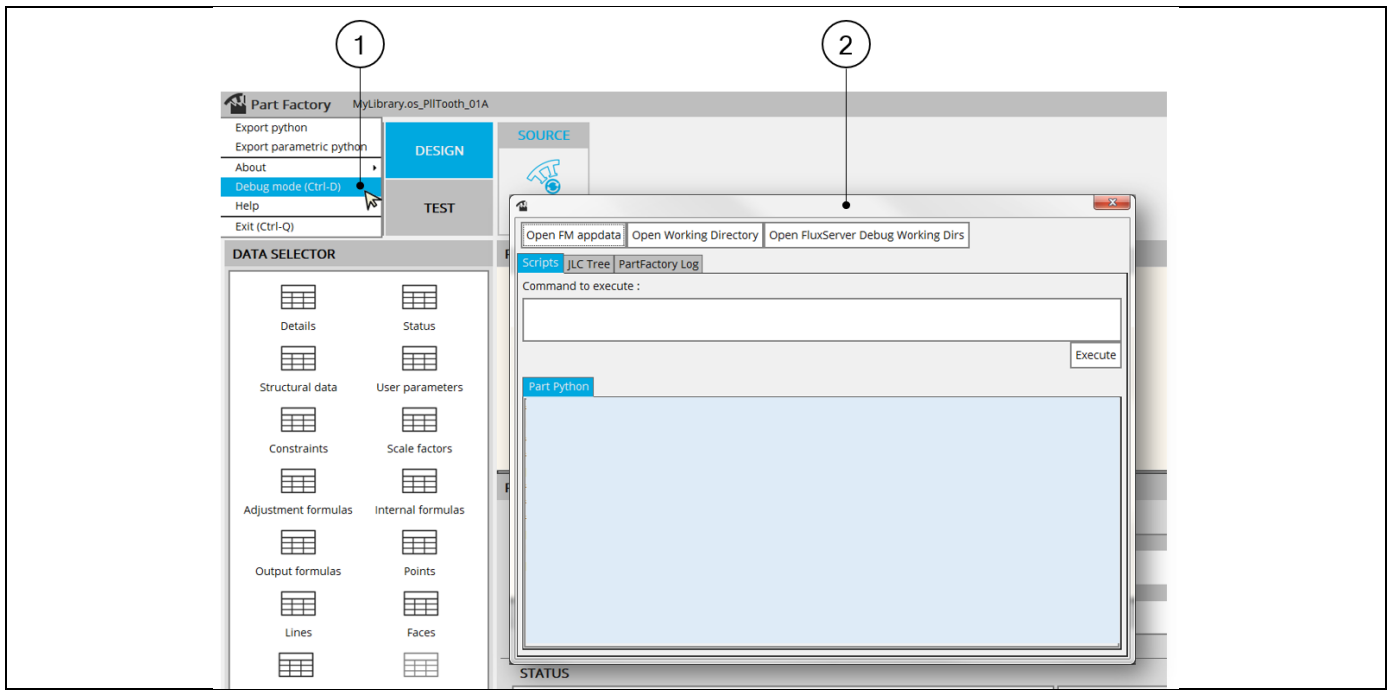 1
2
Part Factory MyLibrary.os_PllTooth_01A
Export python
Export parametric python
About
Debug mode (Ctrl-D)
Help
Exit (Ctrl-Q)
DESIGN
TEST
SOURCE
Open FM appdata Open Working Directory Open FluxServer Debug Working Dirs
Scripts JLC Tree PartFactory Log
Command to execute :
Execute
Part Python
DATA SELECTOR
Details Status
Structural data User parameters
Constraints Scale factors
Adjustment formulas Internal formulas
Output formulas Points
Lines Faces
STATUS